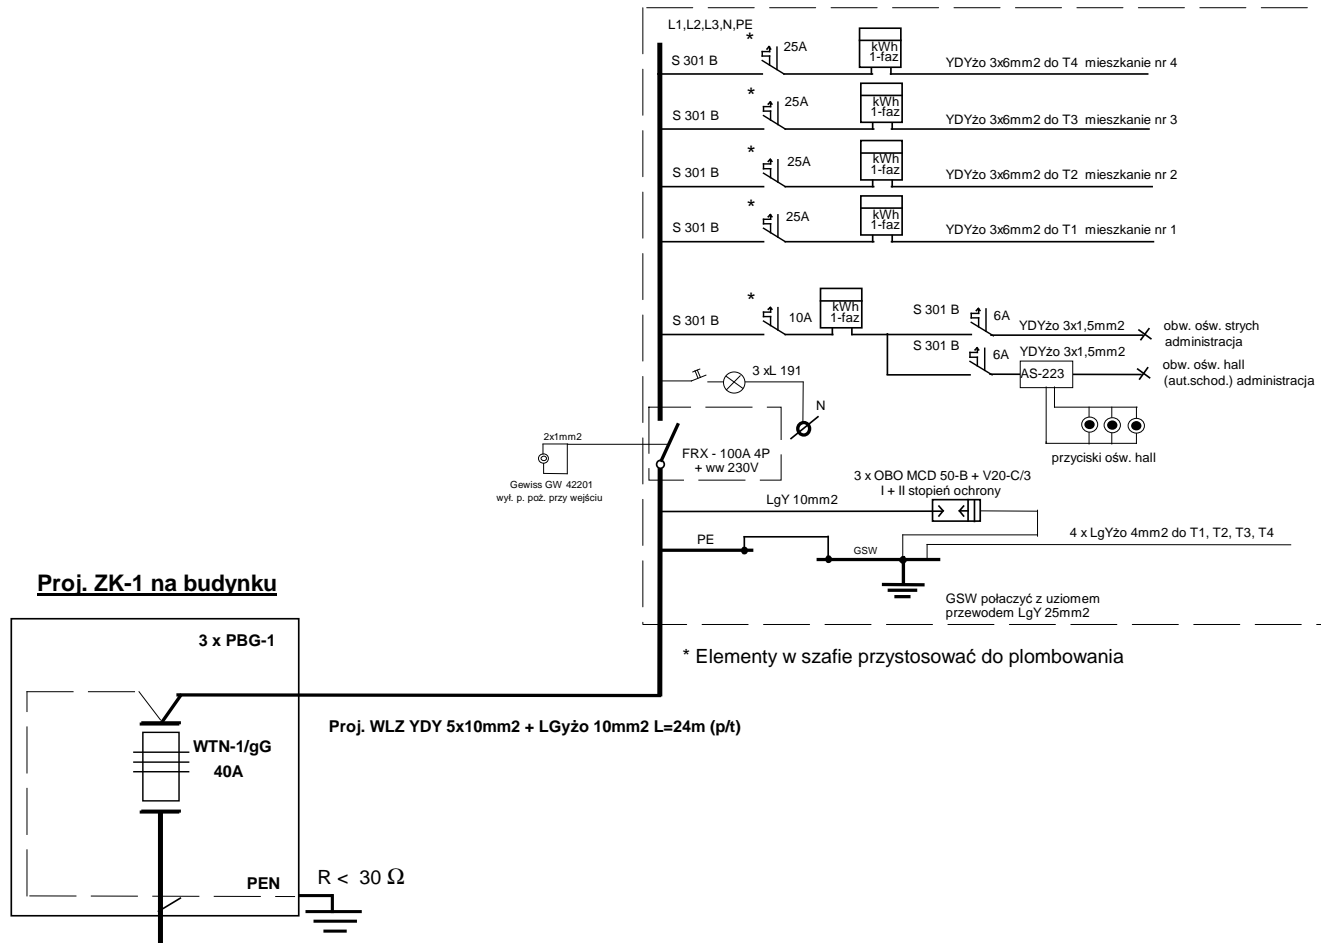 L1,L2,L3,N,PE
*
S 301 B
25A
kWh
1-faz
YDYżo 3x6mm2 do T4 mieszkanie nr 4
*
S 301 B
25A
kWh
1-faz
YDYżo 3x6mm2 do T3 mieszkanie nr 3
*
S 301 B
25A
kWh
1-faz
YDYżo 3x6mm2 do T2 mieszkanie nr 2
*
S 301 B
25A
kWh
1-faz
YDYżo 3x6mm2 do T1 mieszkanie nr 1
*
S 301 B
10A
kWh
1-faz
S 301 B
6A
YDYżo 3x1,5mm2
obw. ośw. strych
administracja
S 301 B
6A
YDYżo 3x1,5mm2
AS-223
obw. ośw. hall
(aut.schod.) administracja
przyciski ośw. hall
3 xL 191
N
FRX - 100A 4P
+ ww 230V
2x1mm2
Gewiss GW 42201
wył. p. poż. przy wejściu
3 x OBO MCD 50-B + V20-C/3
I + II stopień ochrony
LgY 10mm2
PE
GSW
4 x LgYżo 4mm2 do T1, T2, T3, T4
GSW połaczyć z uziomem
przewodem LgY 25mm2
* Elementy w szafie przystosować do plombowania
Proj. ZK-1 na budynku
3 x PBG-1
WTN-1/gG
40A
Proj. WLZ YDY 5x10mm2 + LGyżo 10mm2 L=24m (p/t)
PEN
R < 30 Ω